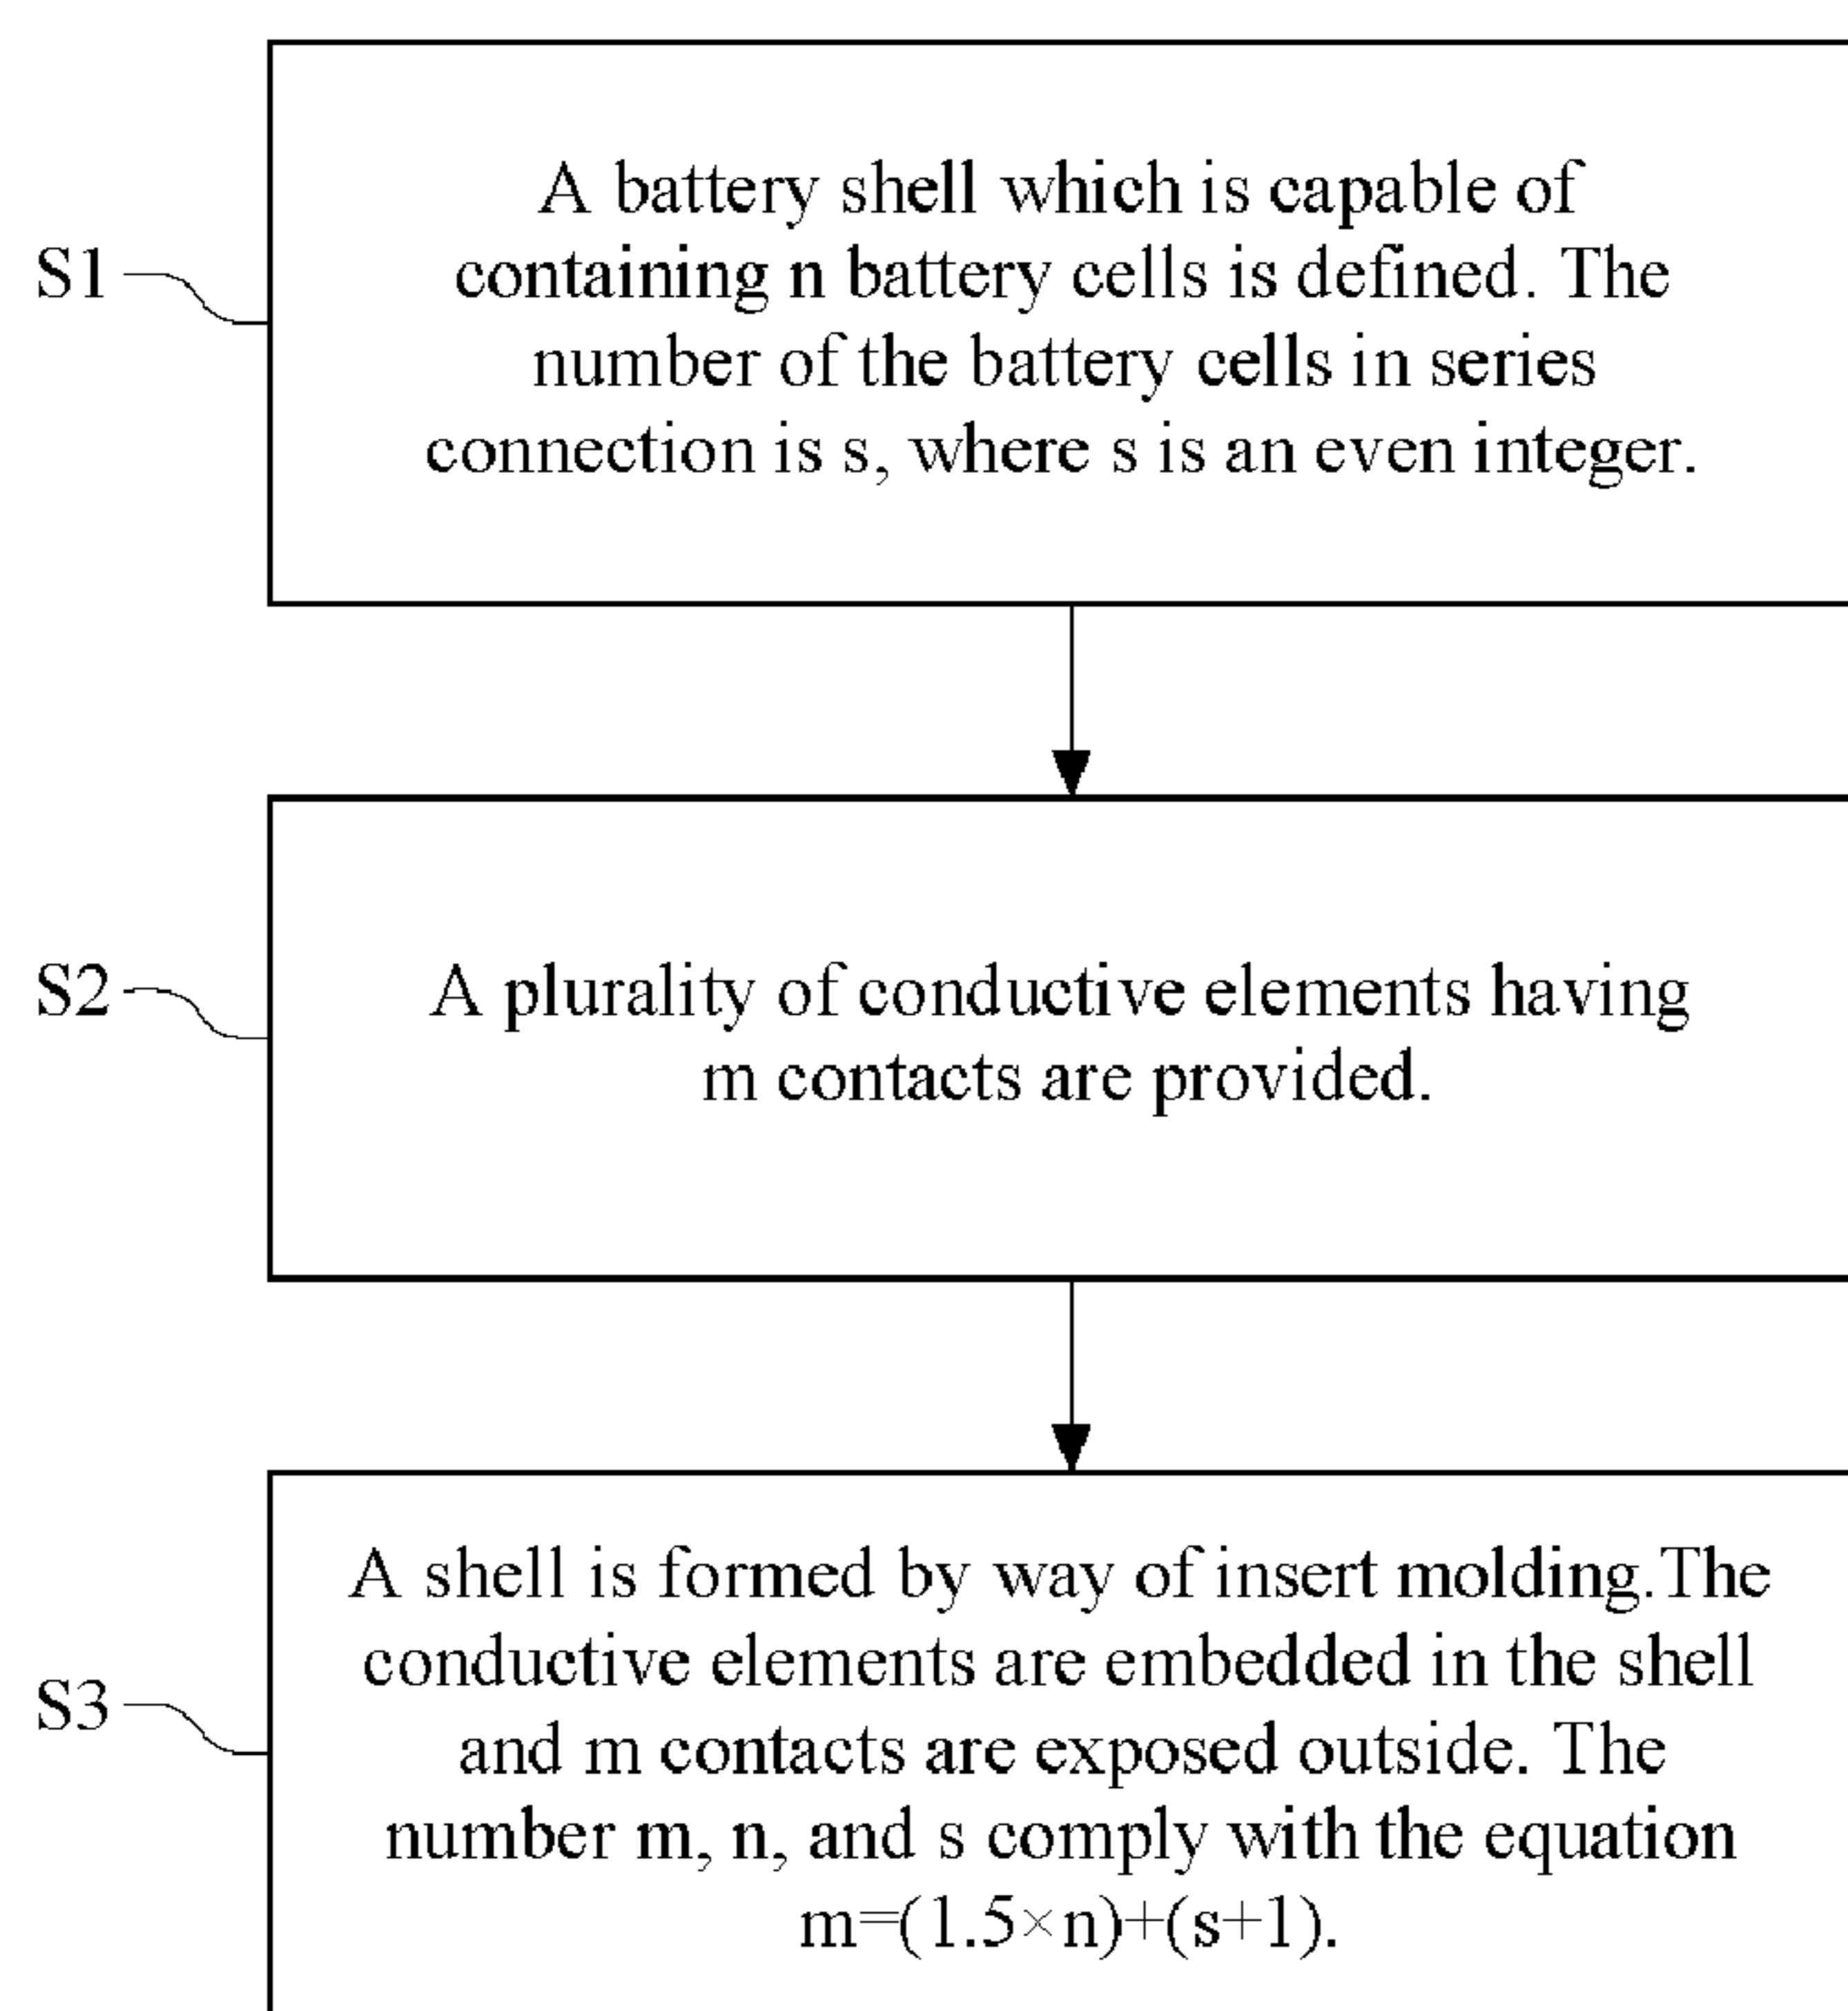 A battery shell which is capable of
containing n battery cells is defined. The
number of the battery cells in series
connection is s, where s is an even integer.
S1
A plurality of conductive elements having
m contacts are provided.
S2
A shell is formed by way of insert molding.The
conductive elements are embedded in the shell
and m contacts are exposed outside. The
number m, n, and s comply with the equation
m=(1.5×n)+(s+1).
S3